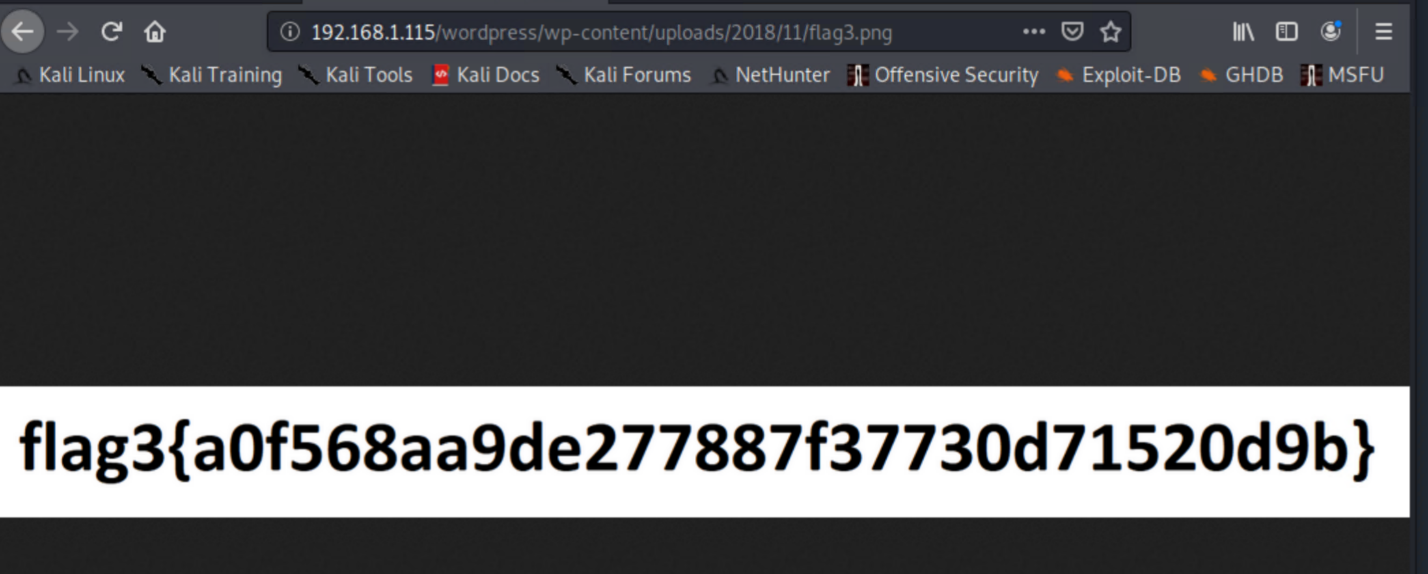 192.168.1.115/wordpress/wp-content/uploads/2018/11/flag3.png
Kali Linux Kali Training Kali Tools Kali Docs Kali Forums NetHunter Offensive Security Exploit-DB GHDB MSFU
flag3{a0f568aa9de277887f37730d71520d9b}